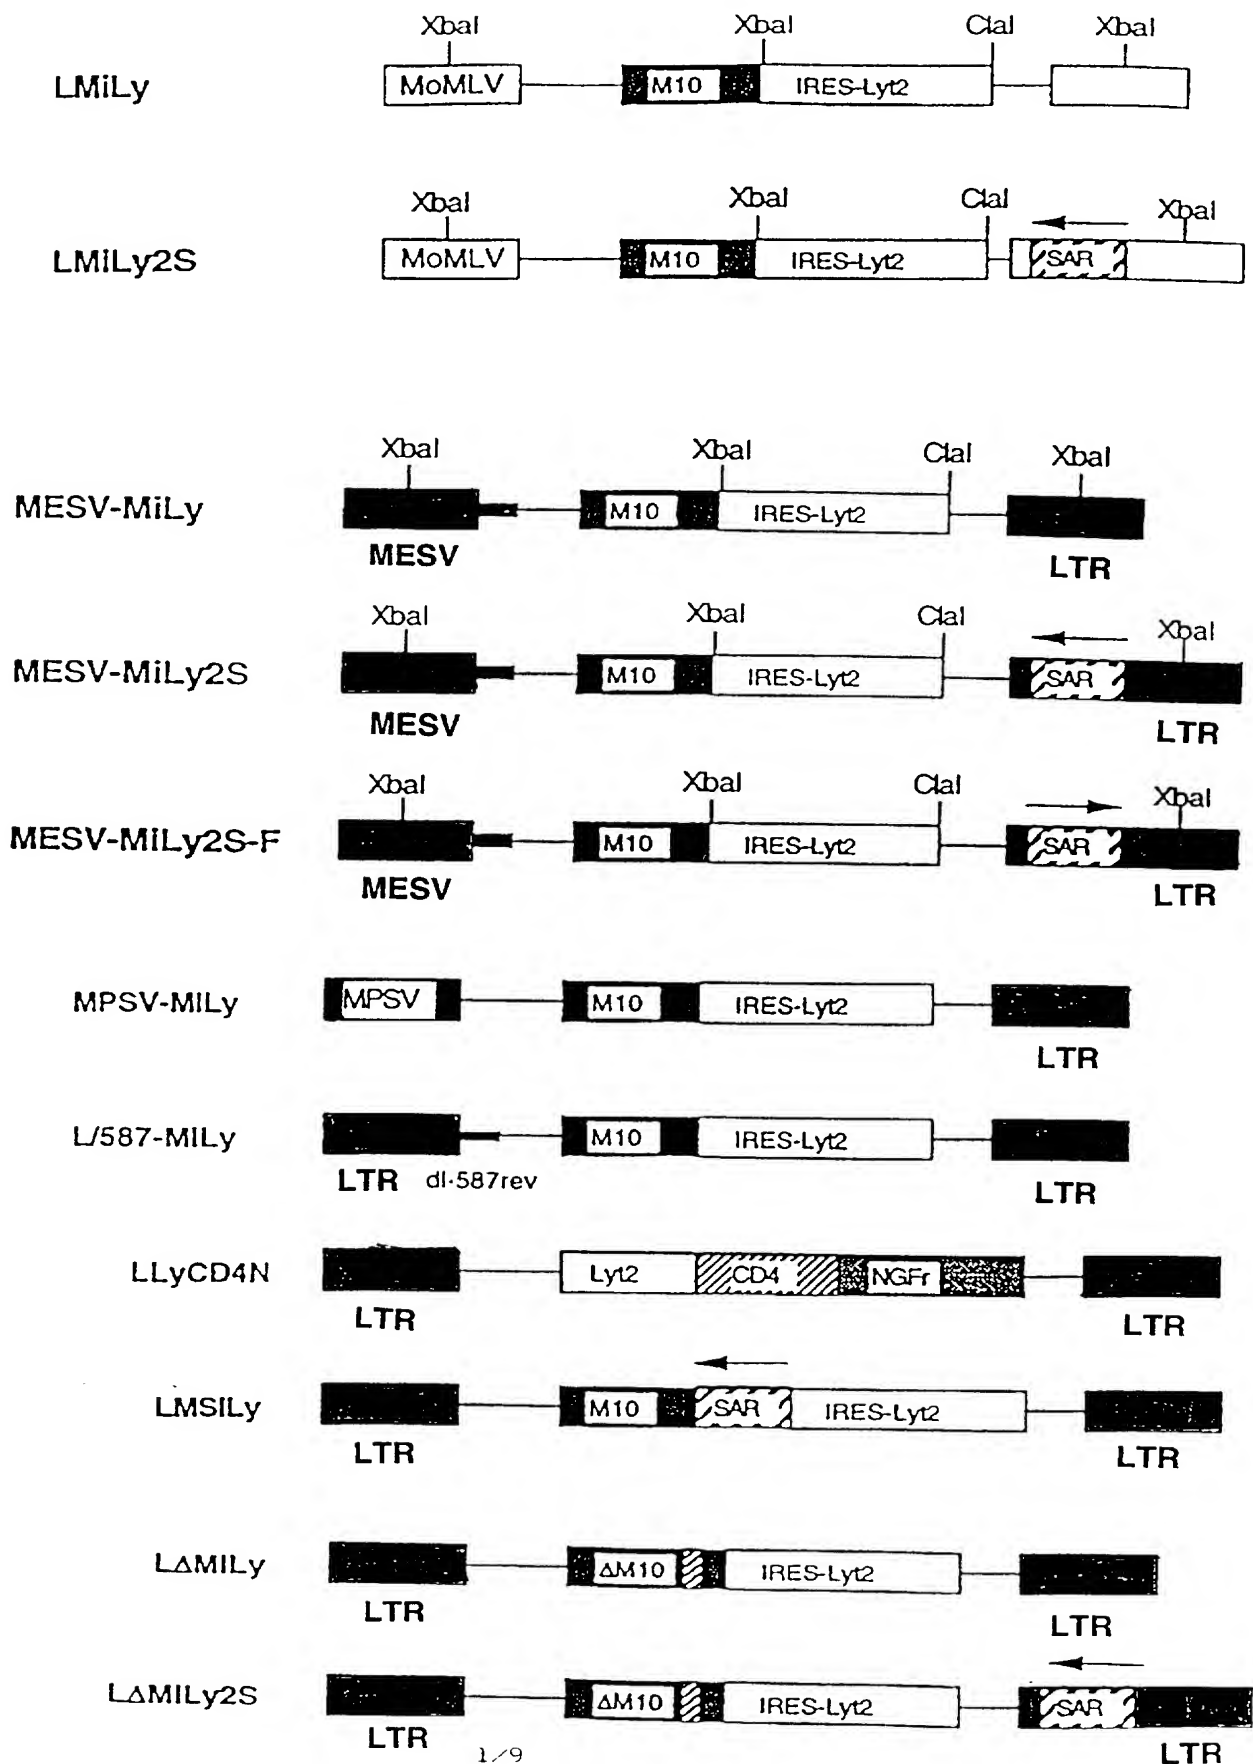 XbaI XbaI ClaI XbaI
LMiLy MoMLV M10 IRES-Lyt2
XbaI XbaI ClaI XbaI
LMiLy2S MoMLV M10 IRES-Lyt2 SAR
XbaI XbaI ClaI XbaI
MESV-MiLy M10 IRES-Lyt2
MESV LTR
XbaI XbaI ClaI XbaI
MESV-MiLy2S M10 IRES-Lyt2 SAR
MESV LTR
XbaI XbaI ClaI XbaI
MESV-MiLy2S-F M10 IRES-Lyt2 SAR
MESV LTR
MPSV-MILy MPSV M10 IRES-Lyt2
LTR
L/587-MILy M10 IRES-Lyt2
LTR dl-587rev LTR
LLyCD4N Lyt2 CD4 NGFr
LTR LTR
LMSILy M10 SAR IRES-Lyt2
LTR LTR
LΔMILy ΔM10 IRES-Lyt2
LTR LTR
LΔMILy2S ΔM10 IRES-Lyt2 SAR
LTR LTR
1/9